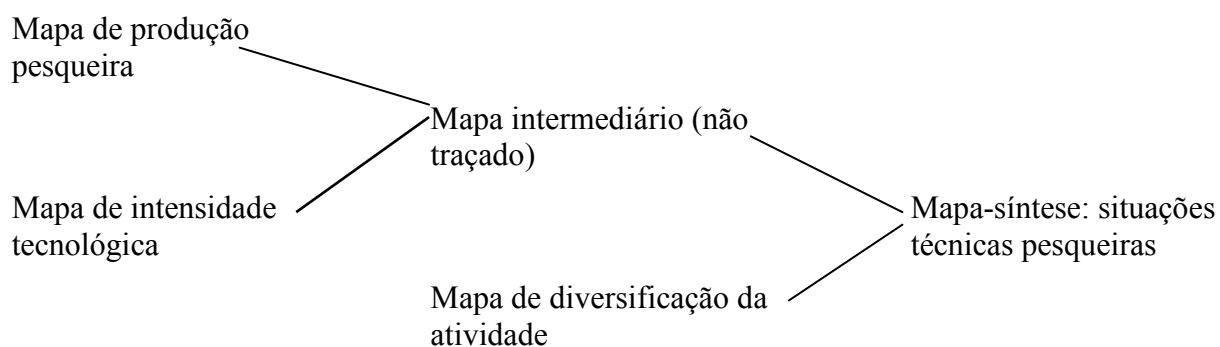 Mapa de produção
pesqueira
Mapa intermediário (não
traçado)
Mapa de intensidade
tecnológica
Mapa-síntese: situações
técnicas pesqueiras
Mapa de diversificação da
atividade